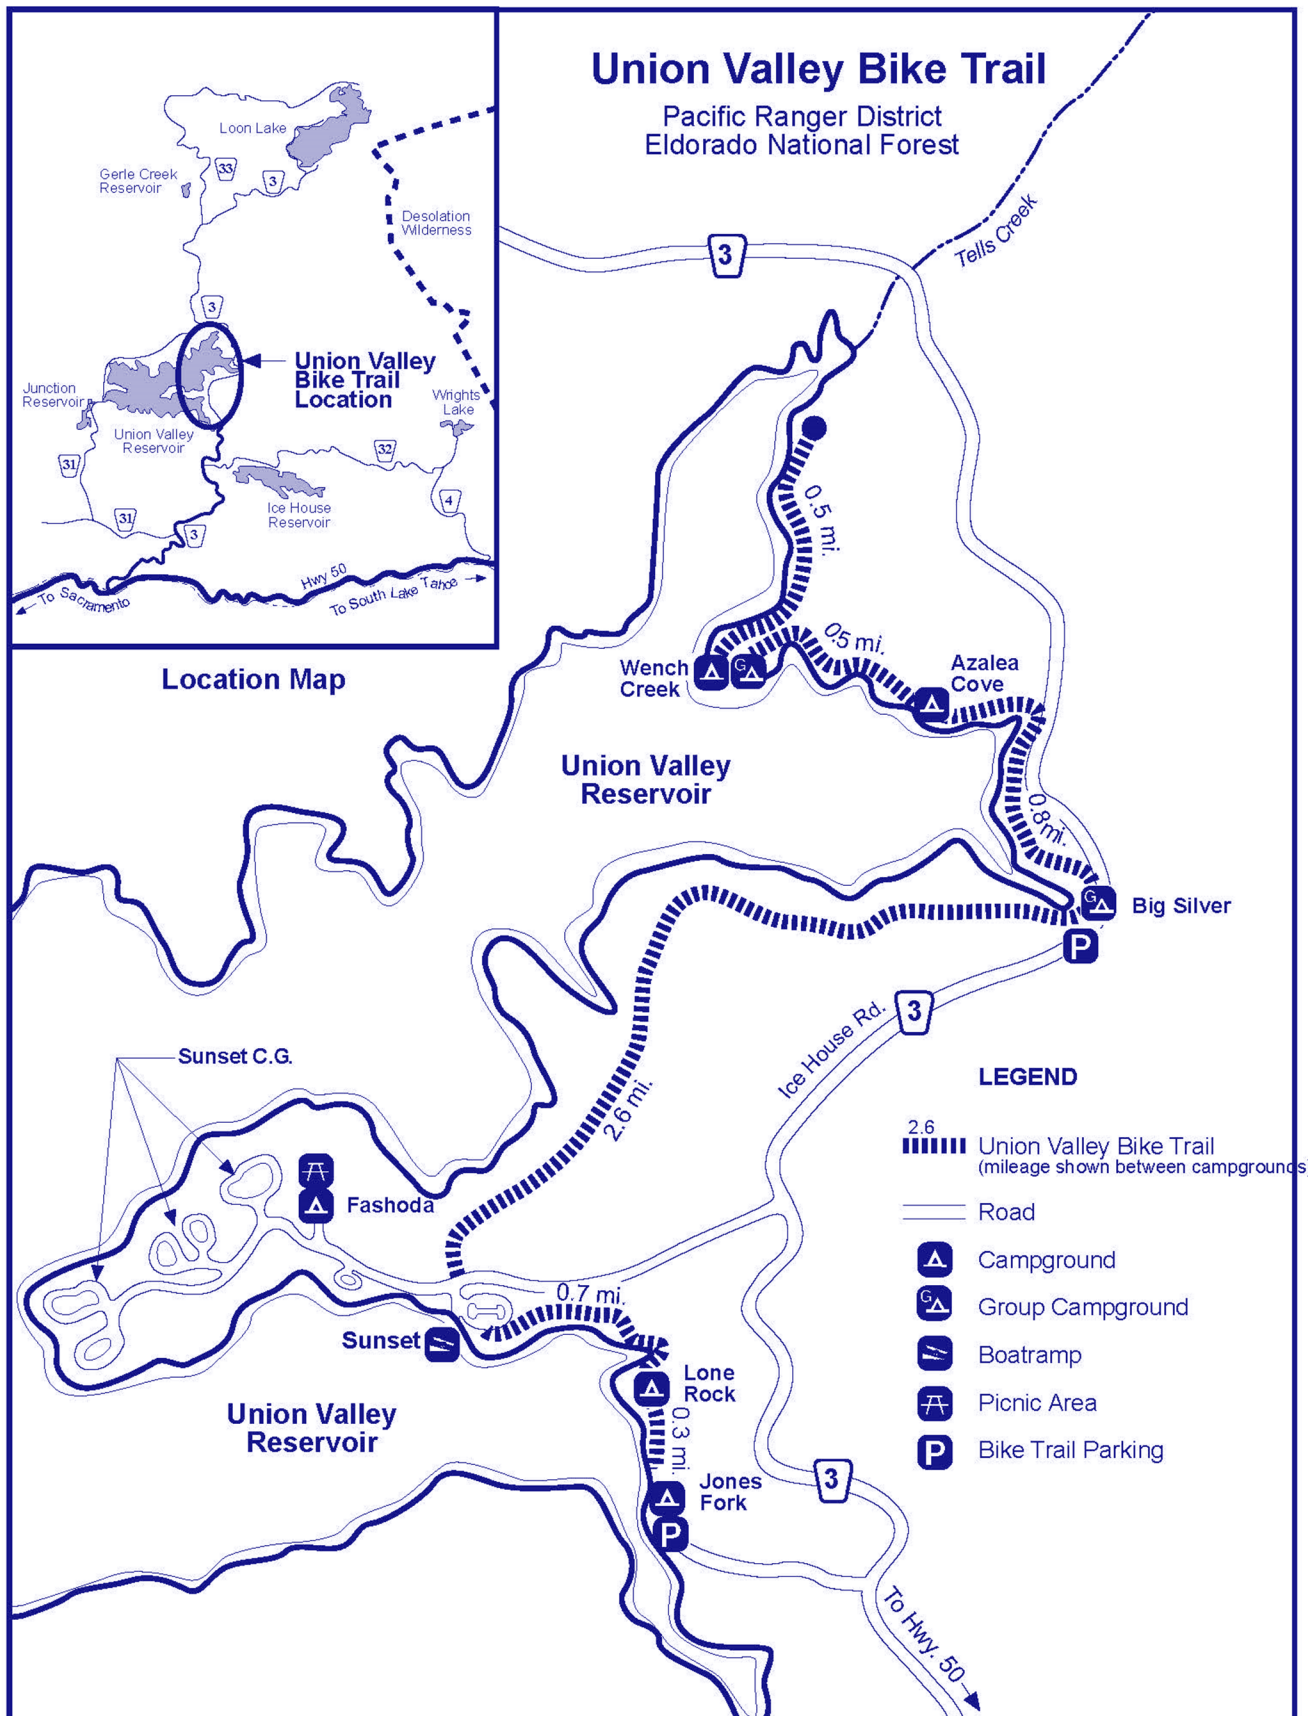 Union Valley Bike Trail
Pacific Ranger District
Eldorado National Forest
Loon Lake
33
3
Gerle Creek
Reservoir
Desolation
Wilderness
3
Union Valley
Bike Trail
Location
Junction
Reservoir
Wrights
Lake
Union Valley
Reservoir
31
32
4
Ice House
Reservoir
31
3
Hwy 50
To Sacramento
To South Lake Tahoe
Location Map
3
Tells Creek
0.5 mi.
0.5 mi.
Wench
Creek
G
Azalea
Cove
Union Valley
Reservoir
0.8 mi.
G
Big Silver
P
3
Ice House Rd.
2.6 mi.
Sunset C.G.
Fashoda
0.7 mi.
Sunset
Lone
Rock
0.3 mi.
Union Valley
Reservoir
Jones
Fork
P
3
To Hwy. 50
LEGEND
2.6
Union Valley Bike Trail
(mileage shown between campgrounds)
Road
Campground
G
Group Campground
Boatramp
Picnic Area
P
Bike Trail Parking